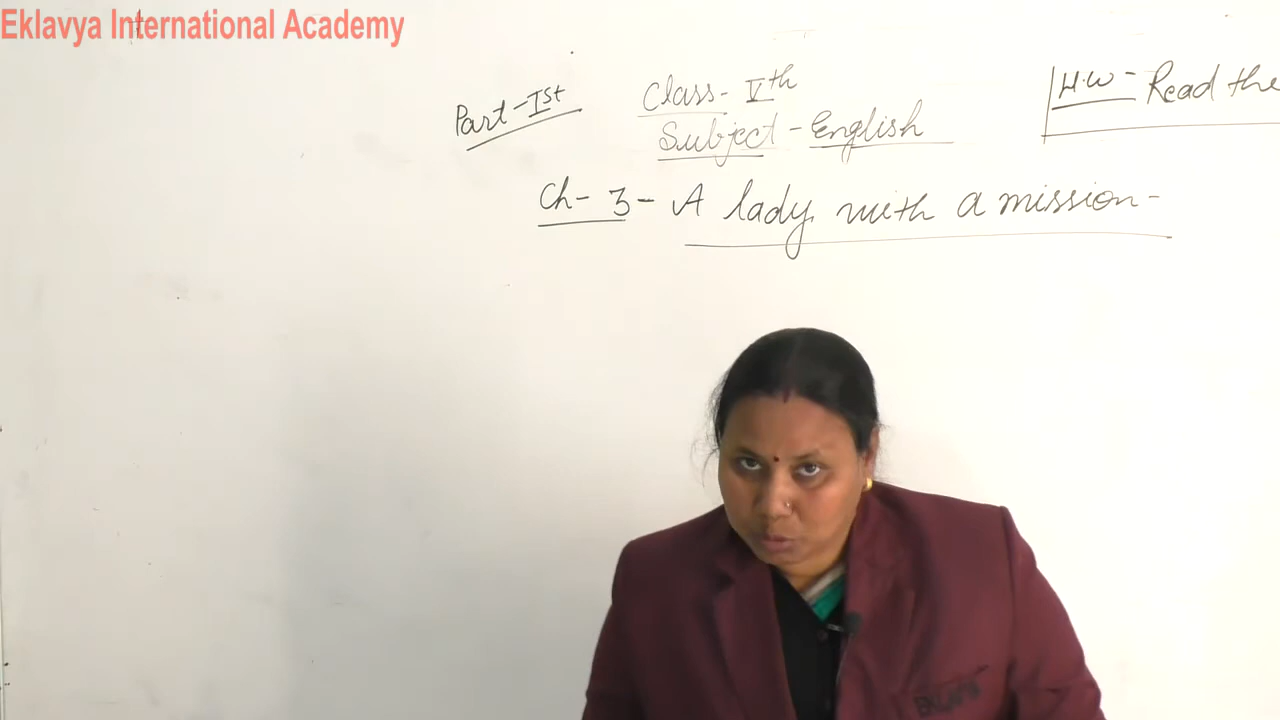 Eklavya International Academy
Part-Ist
Class- Vth
Subject - English
H.W - Read the
Ch- 3- A lady with a mission-